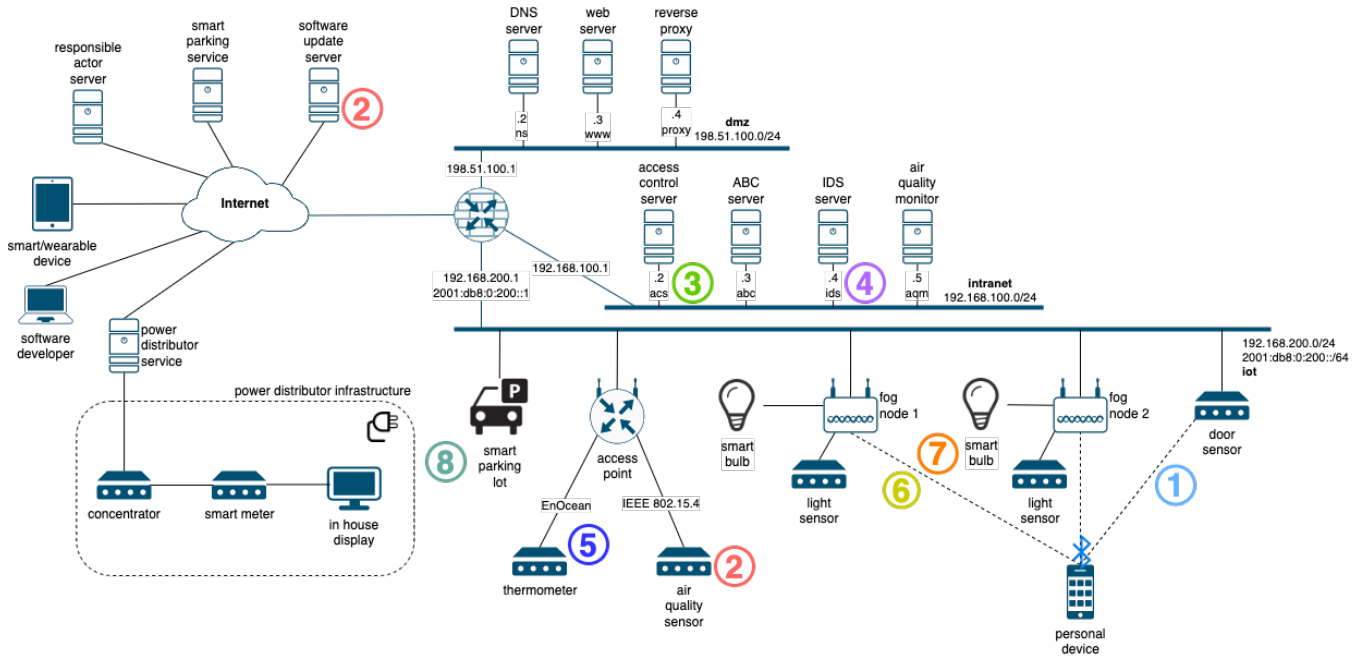 DNS
server
web
server
reverse
proxy
smart
parking
service
software
update
server
responsible
actor
server
2
.2
ns
.3
www
.4
proxy
dmz
198.51.100.0/24
198.51.100.1
access
control
server
ABC
server
IDS
server
air
quality
monitor
Internet
smart/wearable
device
192.168.100.1
192.168.200.1
2001:db8:0:200::1
.2
acs
3
.3
abc
.4
ids
4
.5
aqm
intranet
192.168.100.0/24
software
developer
power
distributor
service
192.168.200.0/24
2001:db8:0:200::/64
iot
power distributor infrastructure
P
smart
parking
lot
8
access
point
smart
bulb
fog
node 1
light
sensor
6
7
smart
bulb
fog
node 2
light
sensor
door
sensor
1
concentrator
smart meter
in house
display
EnOcean
IEEE 802.15.4
5
thermometer
2
air
quality
sensor
personal
device